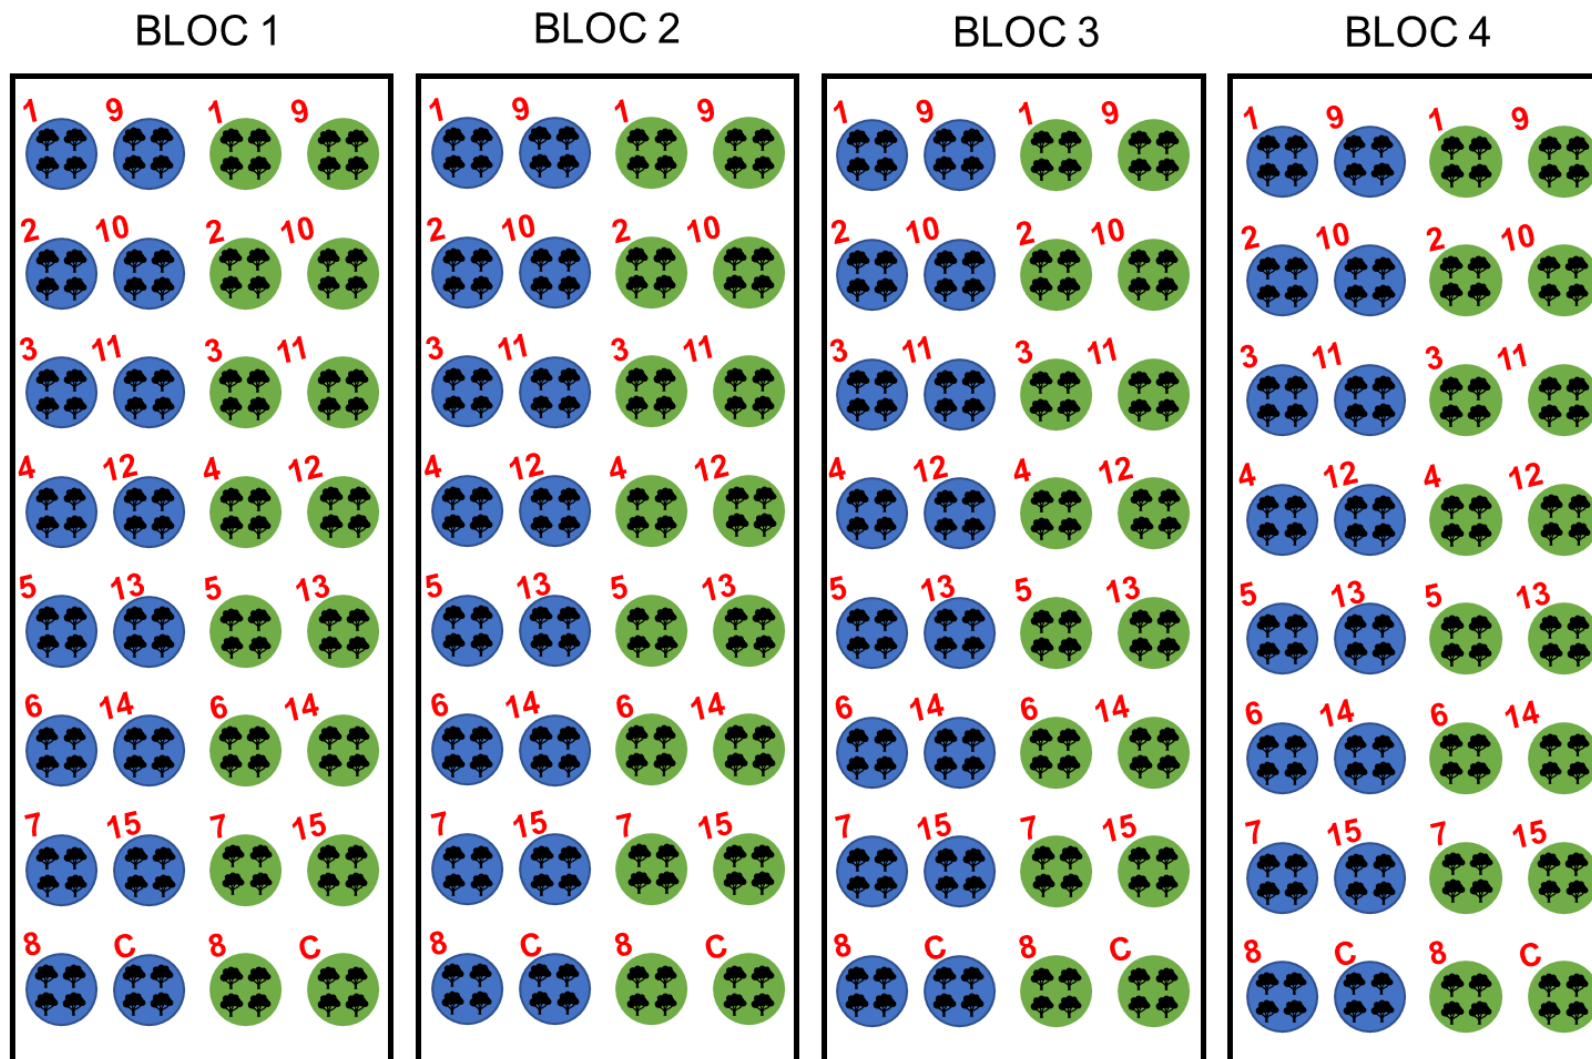 BLOC 1 BLOC 2 BLOC 3 BLOC 4
1 9 1 9 1 9 1 9 1 9 1 9 1 9 1 9
2 10 2 10 2 10 2 10 2 10 2 10 2 10 2 10
3 11 3 11 3 11 3 11 3 11 3 11 3 11 3 11
4 12 4 12 4 12 4 12 4 12 4 12 4 12 4 12
5 13 5 13 5 13 5 13 5 13 5 13 5 13 5 13
6 14 6 14 6 14 6 14 6 14 6 14 6 14 6 14
7 15 7 15 7 15 7 15 7 15 7 15 7 15 7 15
8 C 8 C 8 C 8 C 8 C 8 C 8 C 8 C